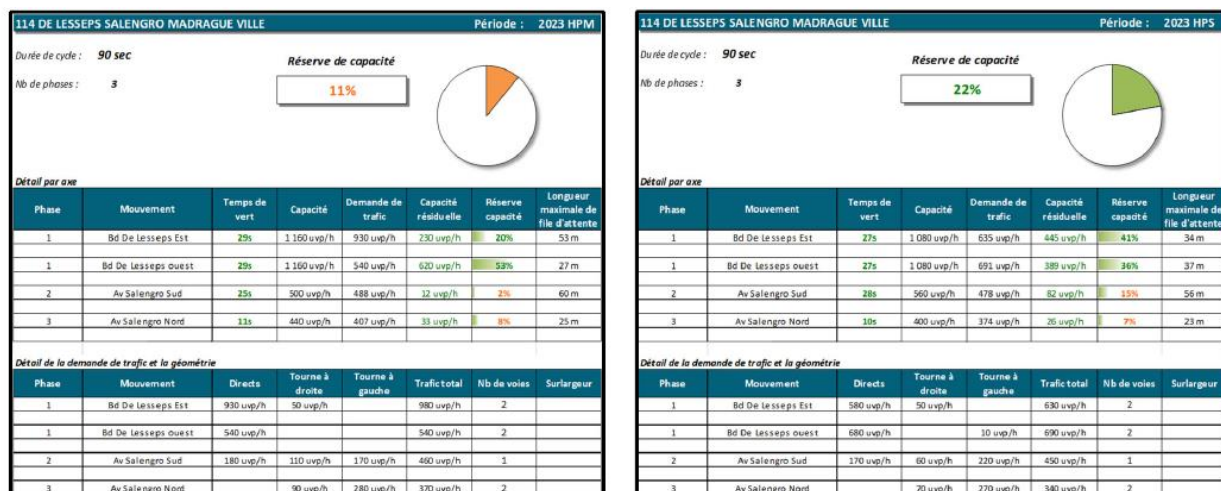 114 DE LESSEPS SALENGRO MADRAGUE VILLE Période : 2023 HPM
Durée de cycle : 90 sec
Réserve de capacité
Nb de phases : 3
11%
Détail par axe
Phase Mouvement Temps de vert Capacité Demande de trafic Capacité résiduelle Réserve capacité Longueur maximale de file d'attente
1 Bd De Lesseps Est 29s 1 160 uvp/h 930 uvp/h 230 uvp/h 20% 53 m
1 Bd De Lesseps ouest 29s 1 160 uvp/h 540 uvp/h 620 uvp/h 53% 27 m
2 Av Salengro Sud 25s 500 uvp/h 488 uvp/h 12 uvp/h 2% 60 m
3 Av Salengro Nord 11s 440 uvp/h 407 uvp/h 33 uvp/h 8% 25 m
Détail de la demande de trafic et la géométrie
Phase Mouvement Directs Tourne à droite Tourne à gauche Trafic total Nb de voies Surlargeur
1 Bd De Lesseps Est 930 uvp/h 50 uvp/h 980 uvp/h 2
1 Bd De Lesseps ouest 540 uvp/h 540 uvp/h 2
2 Av Salengro Sud 180 uvp/h 110 uvp/h 170 uvp/h 460 uvp/h 1
3 Av Salengro Nord 90 uvp/h 280 uvp/h 370 uvp/h 2
114 DE LESSEPS SALENGRO MADRAGUE VILLE Période : 2023 HPS
Durée de cycle : 90 sec
Réserve de capacité
Nb de phases : 3
22%
Détail par axe
Phase Mouvement Temps de vert Capacité Demande de trafic Capacité résiduelle Réserve capacité Longueur maximale de file d'attente
1 Bd De Lesseps Est 27s 1 080 uvp/h 635 uvp/h 445 uvp/h 41% 34 m
1 Bd De Lesseps ouest 27s 1 080 uvp/h 691 uvp/h 389 uvp/h 36% 37 m
2 Av Salengro Sud 28s 560 uvp/h 478 uvp/h 82 uvp/h 15% 56 m
3 Av Salengro Nord 10s 400 uvp/h 374 uvp/h 26 uvp/h 7% 23 m
Détail de la demande de trafic et la géométrie
Phase Mouvement Directs Tourne à droite Tourne à gauche Trafic total Nb de voies Surlargeur
1 Bd De Lesseps Est 580 uvp/h 50 uvp/h 630 uvp/h 2
1 Bd De Lesseps ouest 680 uvp/h 10 uvp/h 690 uvp/h 2
2 Av Salengro Sud 170 uvp/h 60 uvp/h 220 uvp/h 450 uvp/h 1
3 Av Salengro Nord 70 uvp/h 270 uvp/h 340 uvp/h 2